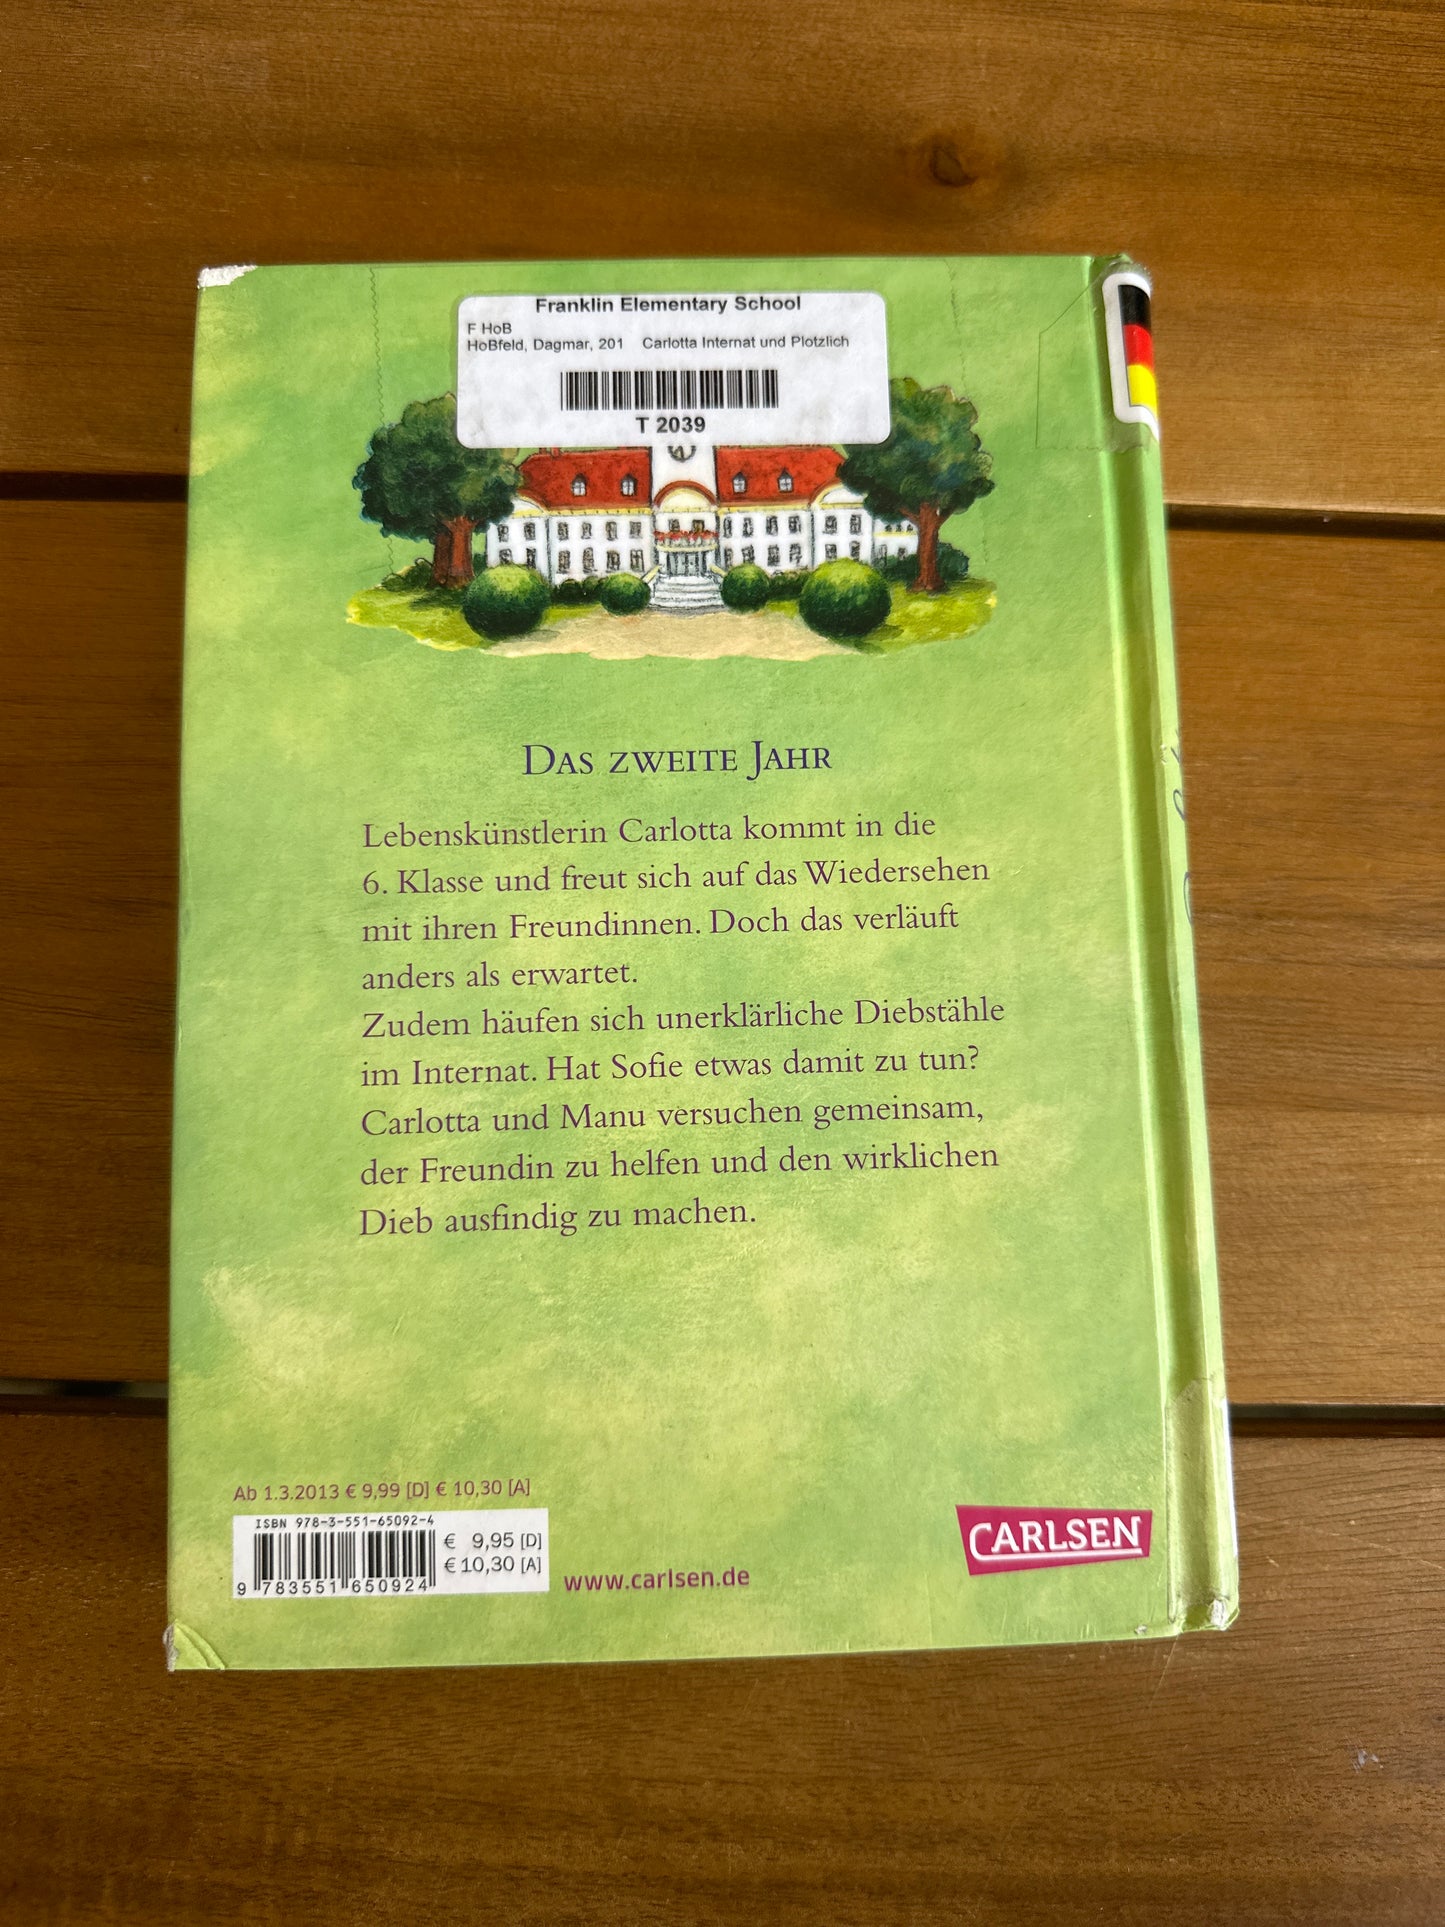 Franklin Elementary School
F HoB
HoBfeld, Dagmar, 201 Carlotta Internat und Plotzlich
T 2039
Das zweite Jahr
Lebenskünstlerin Carlotta kommt in die
6. Klasse und freut sich auf das Wiedersehen
mit ihren Freundinnen. Doch das verläuft
anders als erwartet.
Zudem häufen sich unerklärliche Diebstähle
im Internat. Hat Sofie etwas damit zu tun?
Carlotta und Manu versuchen gemeinsam,
der Freundin zu helfen und den wirklichen
Dieb ausfindig zu machen.
Ab 1.3.2013 € 9,99 [D] € 10,30 [A]
ISBN 978-3-551-65092-4
€ 9,95 [D]
€ 10,30 [A]
9 783551 650924
www.carlsen.de
CARLSEN